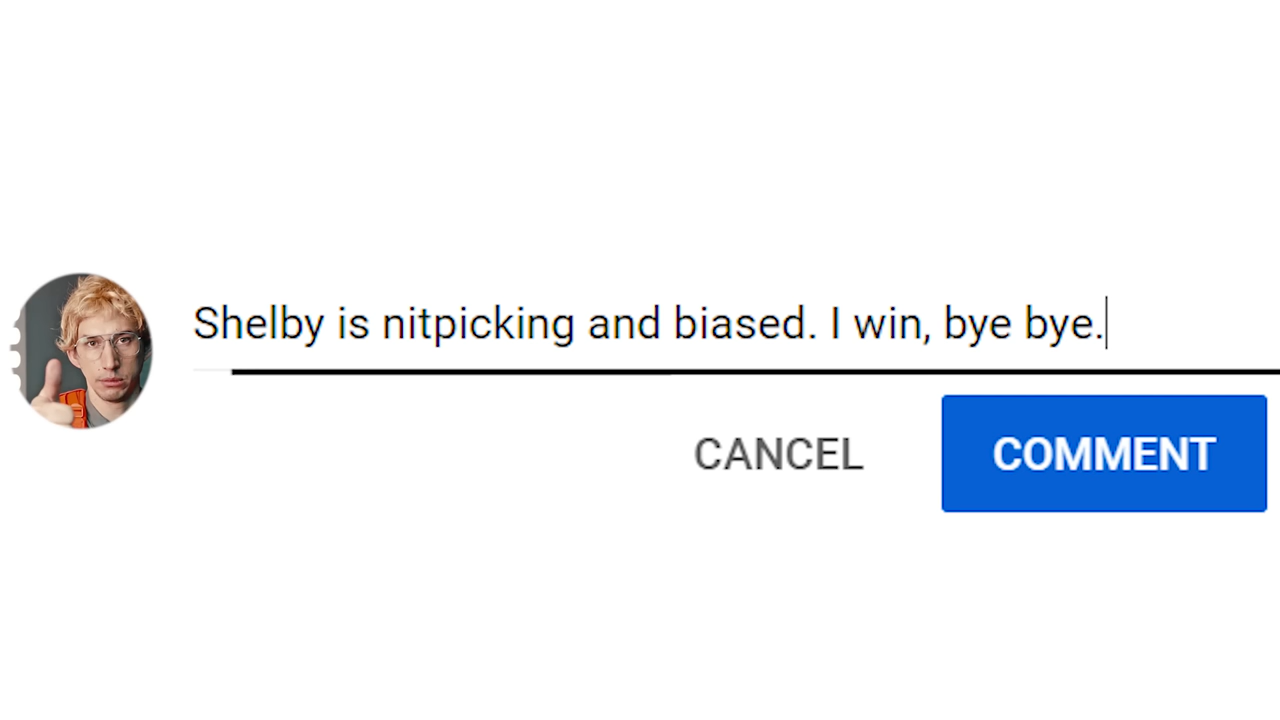 Shelby is nitpicking and biased. I win, bye bye.
CANCEL COMMENT